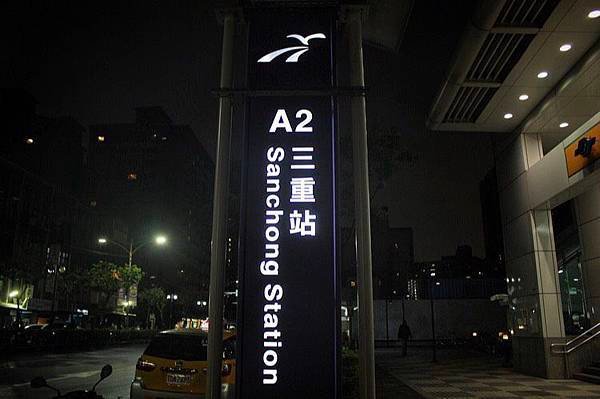 A2
三重站
Sanchong Station